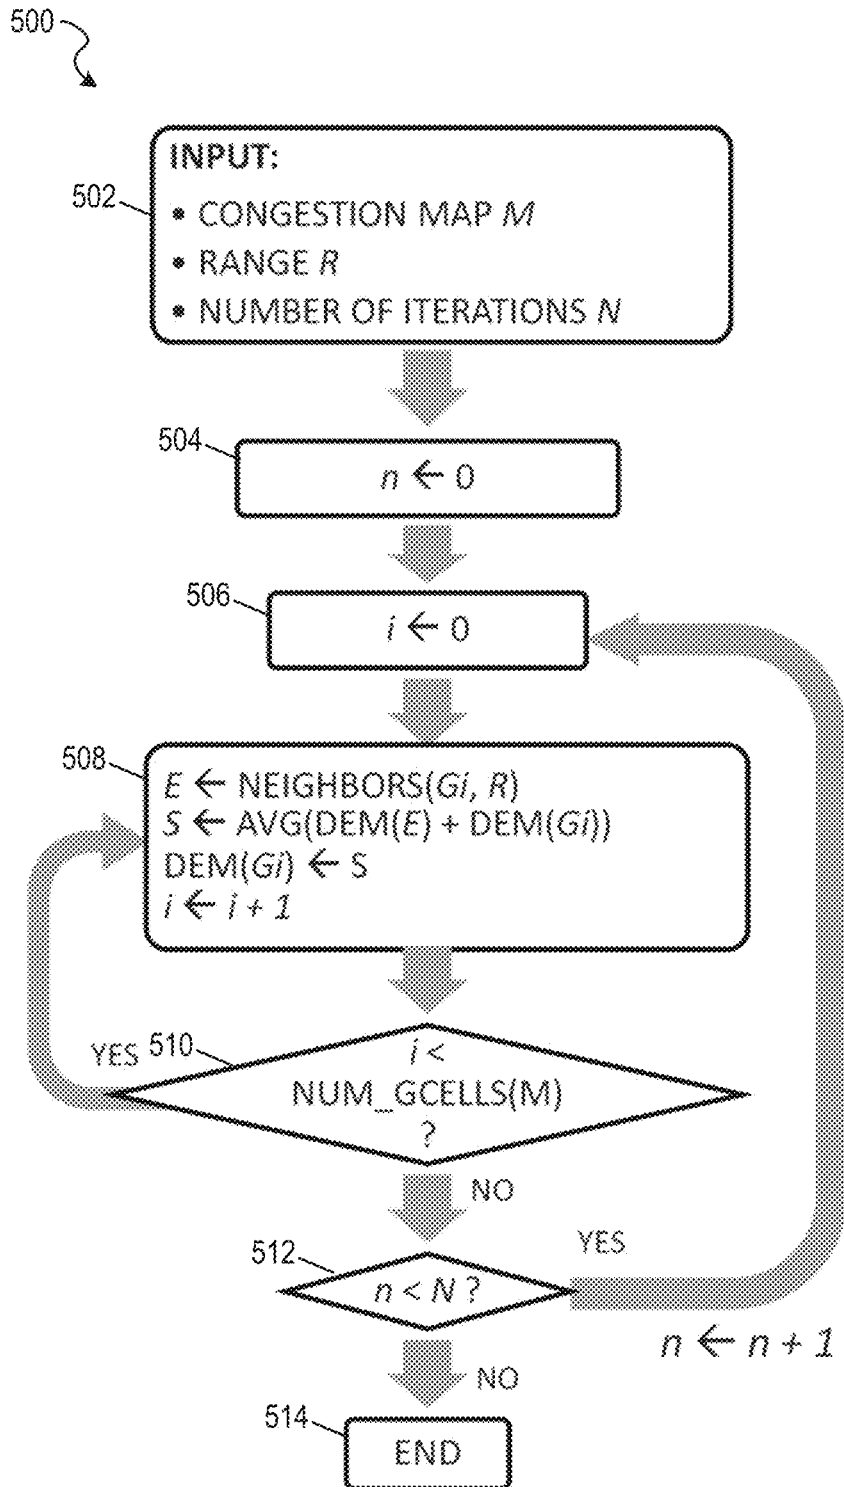 500
INPUT:
502
• CONGESTION MAP M
• RANGE R
• NUMBER OF ITERATIONS N
504
n ← 0
506
i ← 0
508
E ← NEIGHBORS(Gi, R)
S ← AVG(DEM(E) + DEM(Gi))
DEM(Gi) ← S
i ← i + 1
YES
510
i <
NUM_GCELLS(M)
?
NO
512
n < N ?
YES
n ← n + 1
NO
514
END